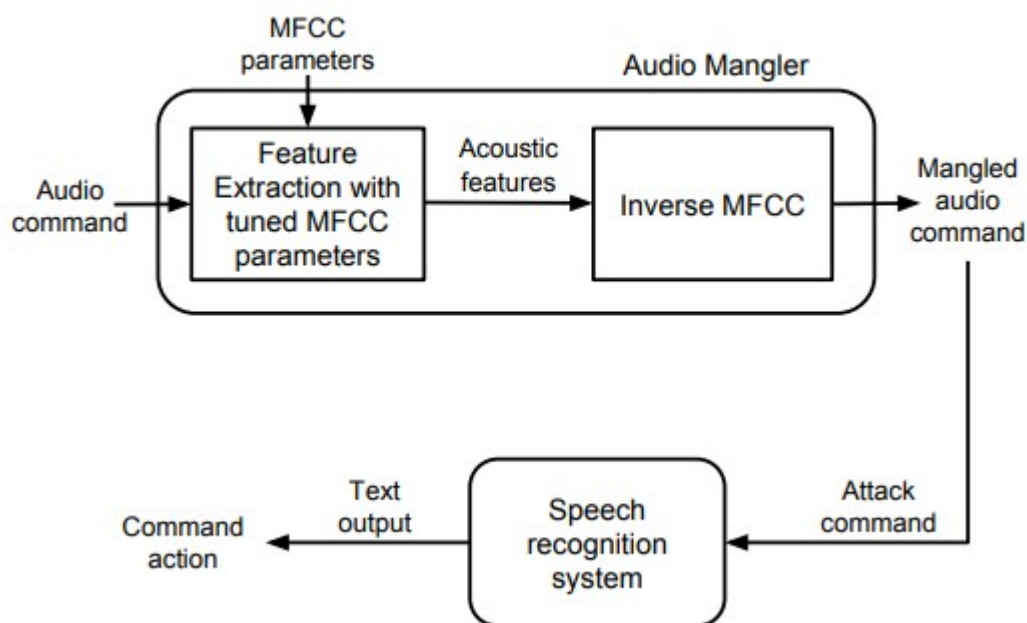 MFCC
parameters
Audio Mangler
Audio
command
Feature
Extraction with
tuned MFCC
parameters
Acoustic
features
Inverse MFCC
Mangled
audio
command
Command
action
Text
output
Speech
recognition
system
Attack
command